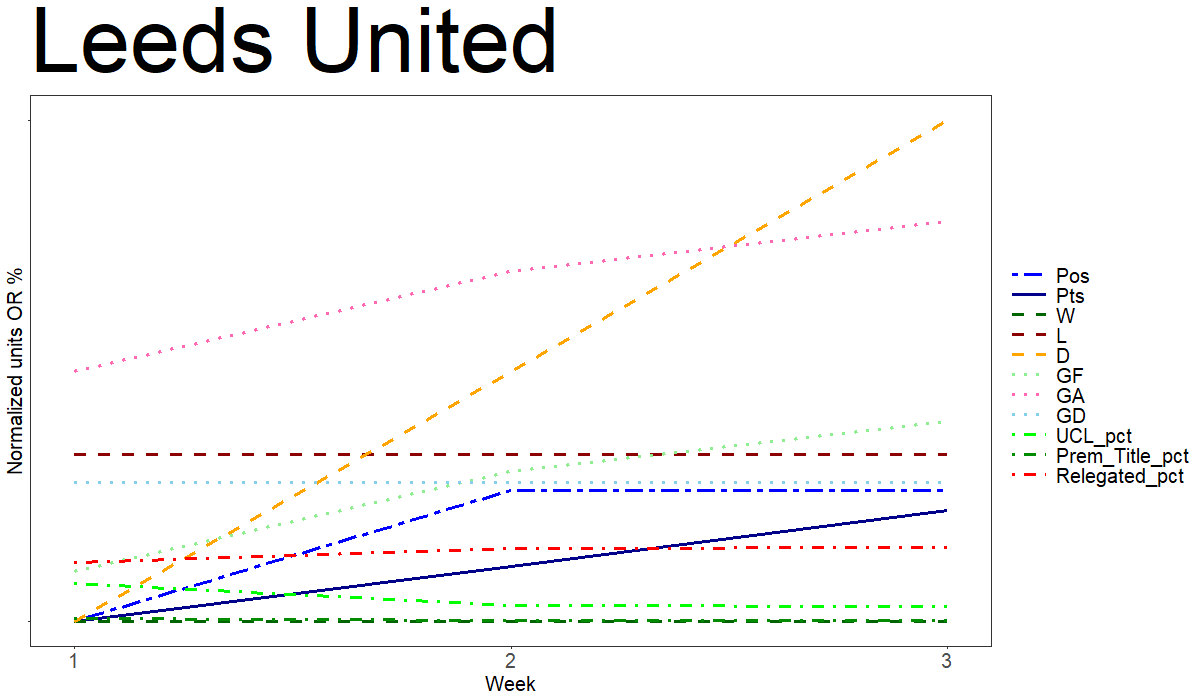 Leeds United
Normalized units OR %
1
2
3
Week
Pos
Pts
W
L
D
GF
GA
GD
UCL_pct
Prem_Title_pct
Relegated_pct